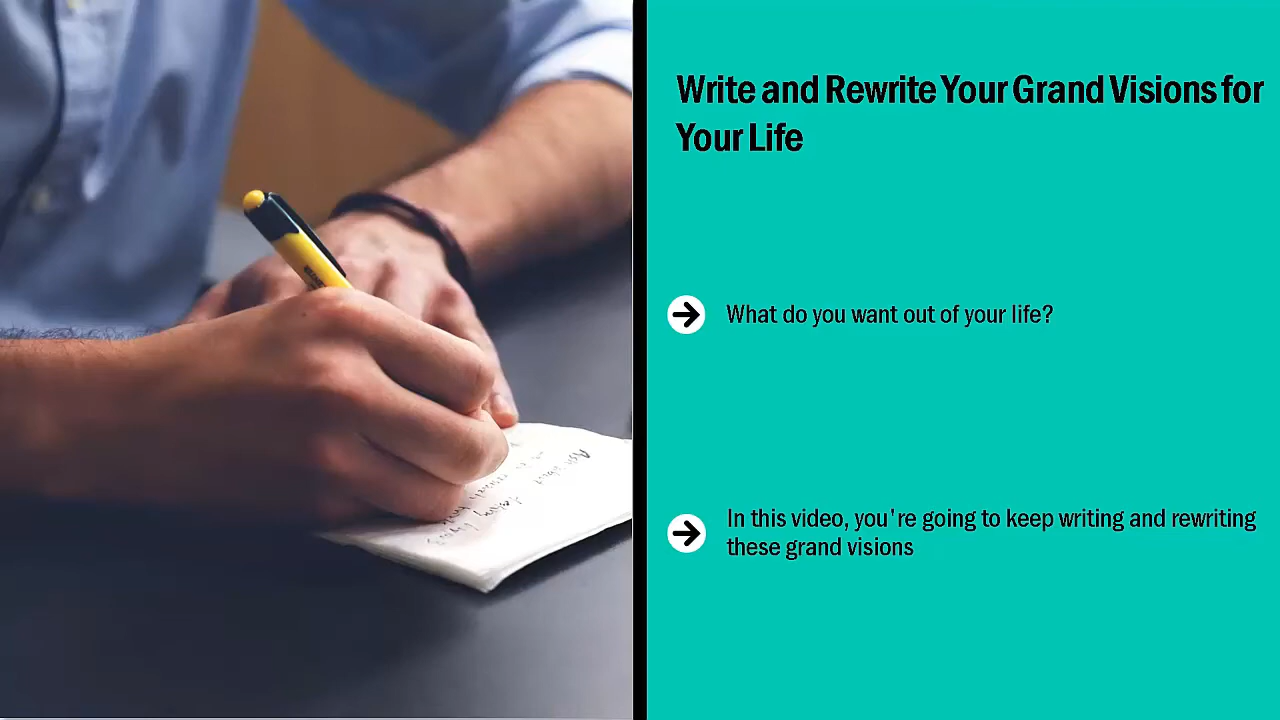 Write and Rewrite Your Grand Visions for
Your Life
What do you want out of your life?
In this video, you're going to keep writing and rewriting
these grand visions